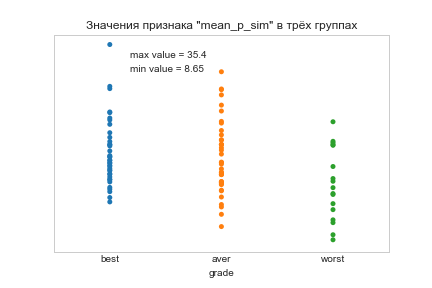 Значения признака "mean_p_sim" в трёх группах
max value = 35.4
min value = 8.65
best aver worst
grade